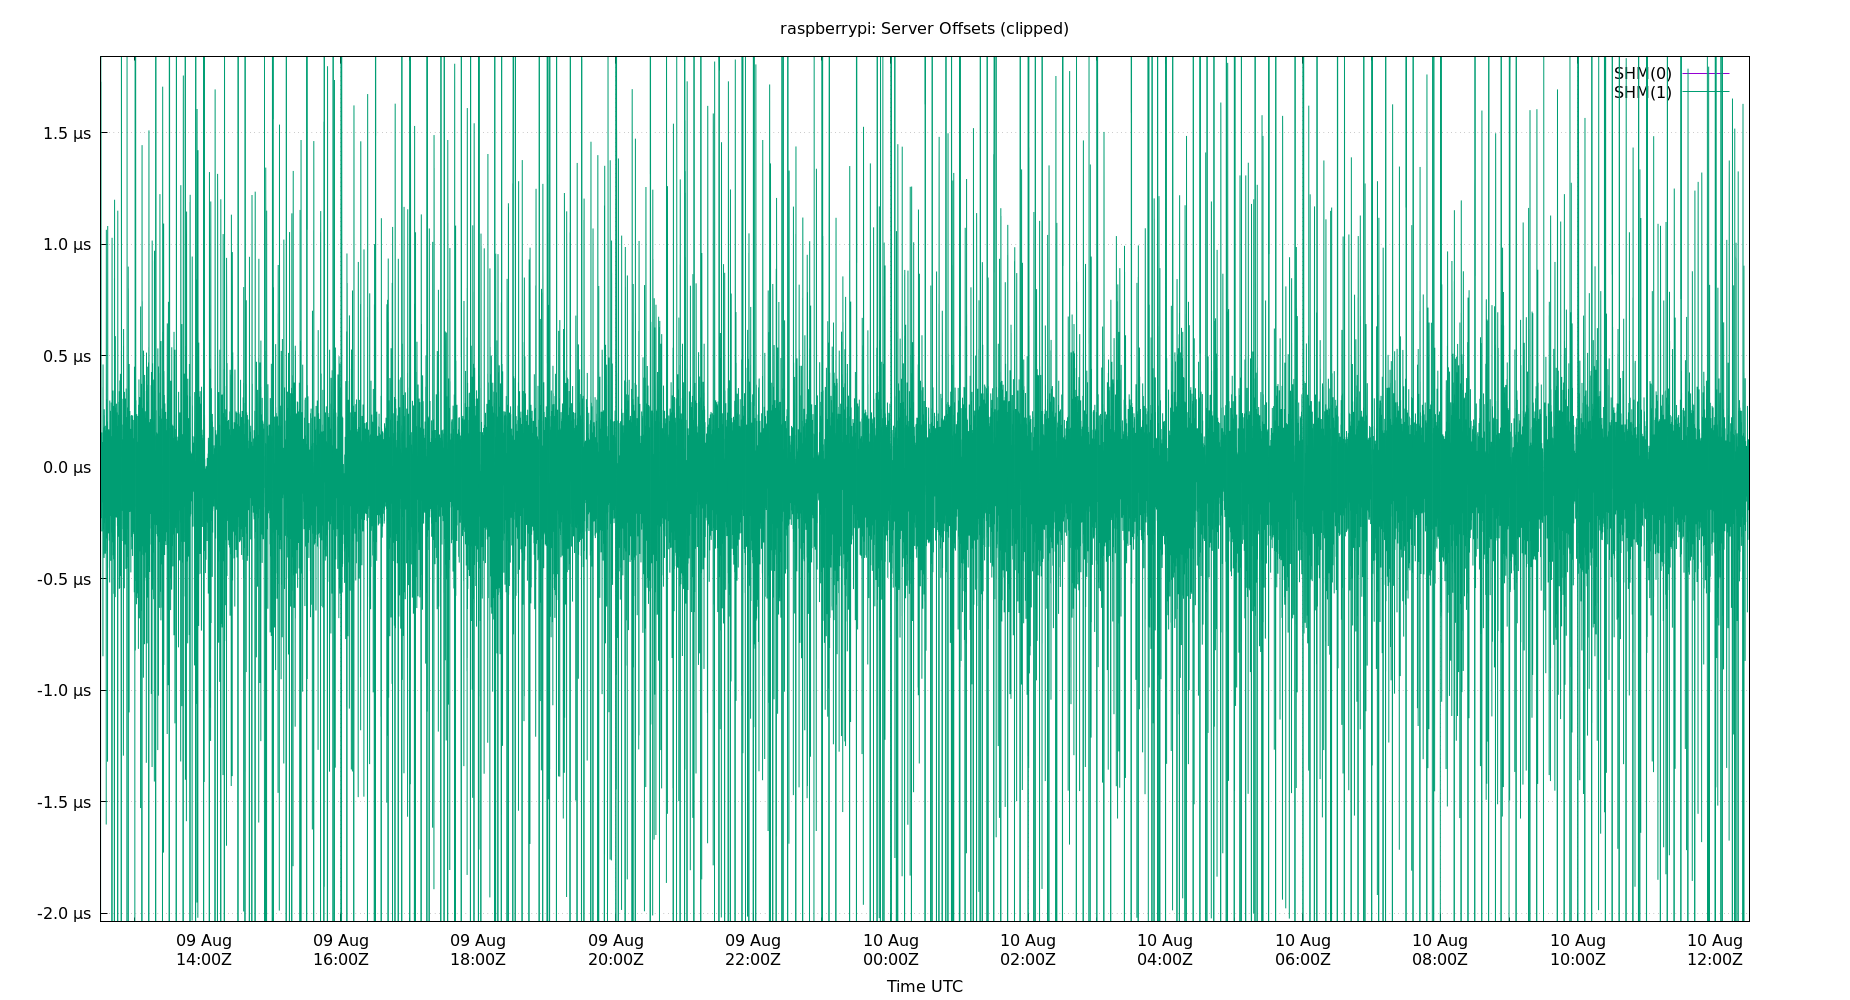 raspberrypi: Server Offsets (clipped)
SHM(0)
SHM(1)
1.5 µs
1.0 µs
0.5 µs
0.0 µs
-0.5 µs
-1.0 µs
-1.5 µs
-2.0 µs
09 Aug 09 Aug 09 Aug 09 Aug 09 Aug 10 Aug 10 Aug 10 Aug 10 Aug 10 Aug 10 Aug 10 Aug
14:00Z 16:00Z 18:00Z 20:00Z 22:00Z 00:00Z 02:00Z 04:00Z 06:00Z 08:00Z 10:00Z 12:00Z
Time UTC